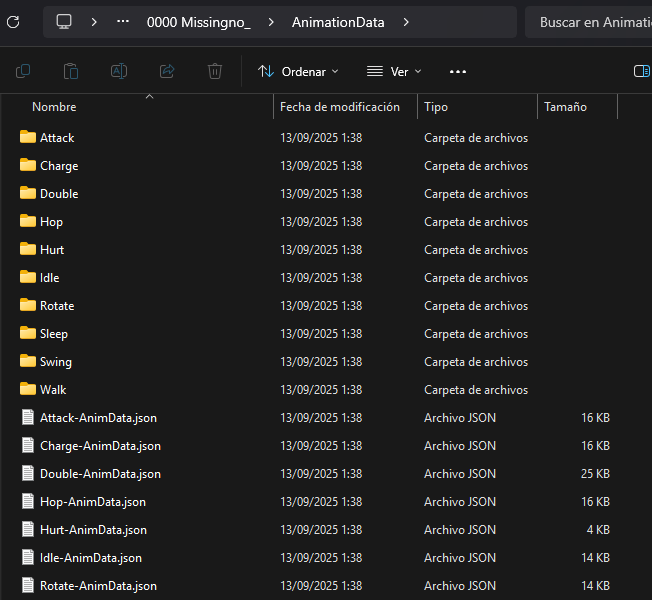 0000 Missingno_ > AnimationData >
Buscar en Animati
Ordenar
Ver
Nombre Fecha de modificación Tipo Tamaño
Attack 13/09/2025 1:38 Carpeta de archivos
Charge 13/09/2025 1:38 Carpeta de archivos
Double 13/09/2025 1:38 Carpeta de archivos
Hop 13/09/2025 1:38 Carpeta de archivos
Hurt 13/09/2025 1:38 Carpeta de archivos
Idle 13/09/2025 1:38 Carpeta de archivos
Rotate 13/09/2025 1:38 Carpeta de archivos
Sleep 13/09/2025 1:38 Carpeta de archivos
Swing 13/09/2025 1:38 Carpeta de archivos
Walk 13/09/2025 1:38 Carpeta de archivos
Attack-AnimData.json 13/09/2025 1:38 Archivo JSON 16 KB
Charge-AnimData.json 13/09/2025 1:38 Archivo JSON 16 KB
Double-AnimData.json 13/09/2025 1:38 Archivo JSON 25 KB
Hop-AnimData.json 13/09/2025 1:38 Archivo JSON 16 KB
Hurt-AnimData.json 13/09/2025 1:38 Archivo JSON 4 KB
Idle-AnimData.json 13/09/2025 1:38 Archivo JSON 14 KB
Rotate-AnimData.json 13/09/2025 1:38 Archivo JSON 14 KB